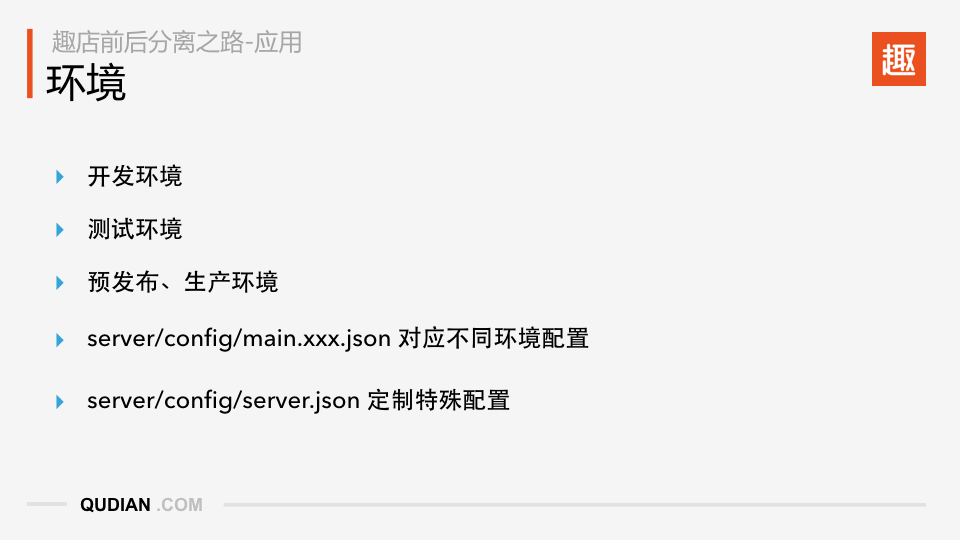 趣店前后分离之路-应用
环境
趣
开发环境
测试环境
预发布、生产环境
server/config/main.xxx.json 对应不同环境配置
server/config/server.json 定制特殊配置
QUDIAN .COM